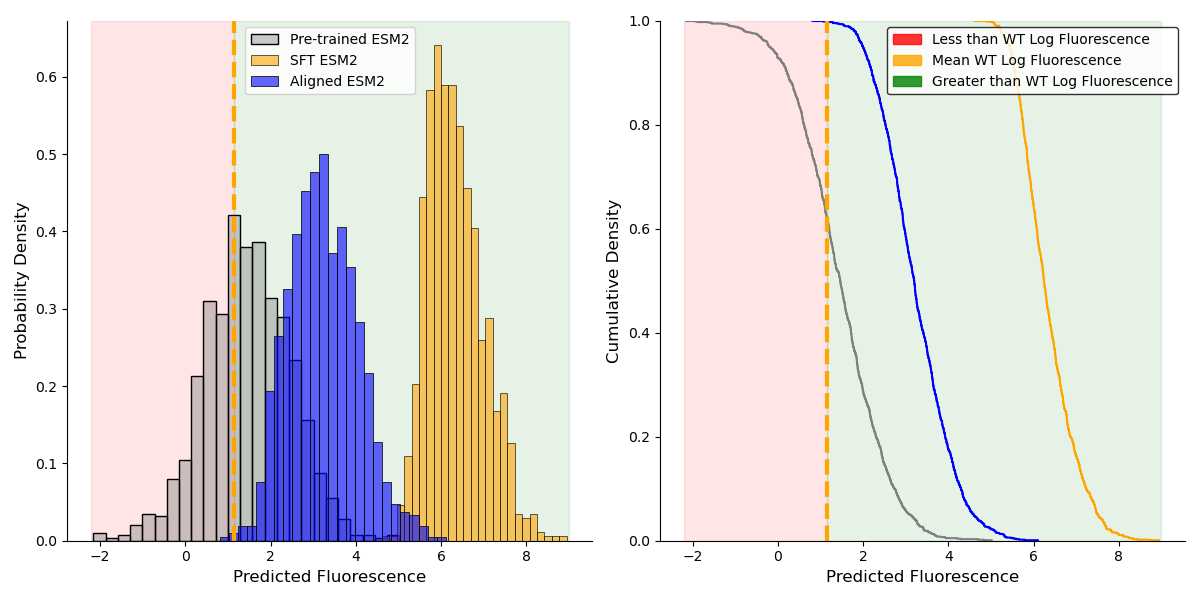 Pre-trained ESM2
SFT ESM2
Aligned ESM2
Probability Density
0.6
0.5
0.4
0.3
0.2
0.1
0.0
−2
0
2
4
6
8
Predicted Fluorescence
Less than WT Log Fluorescence
Mean WT Log Fluorescence
Greater than WT Log Fluorescence
Cumulative Density
1.0
0.8
0.6
0.4
0.2
0.0
−2
0
2
4
6
8
Predicted Fluorescence